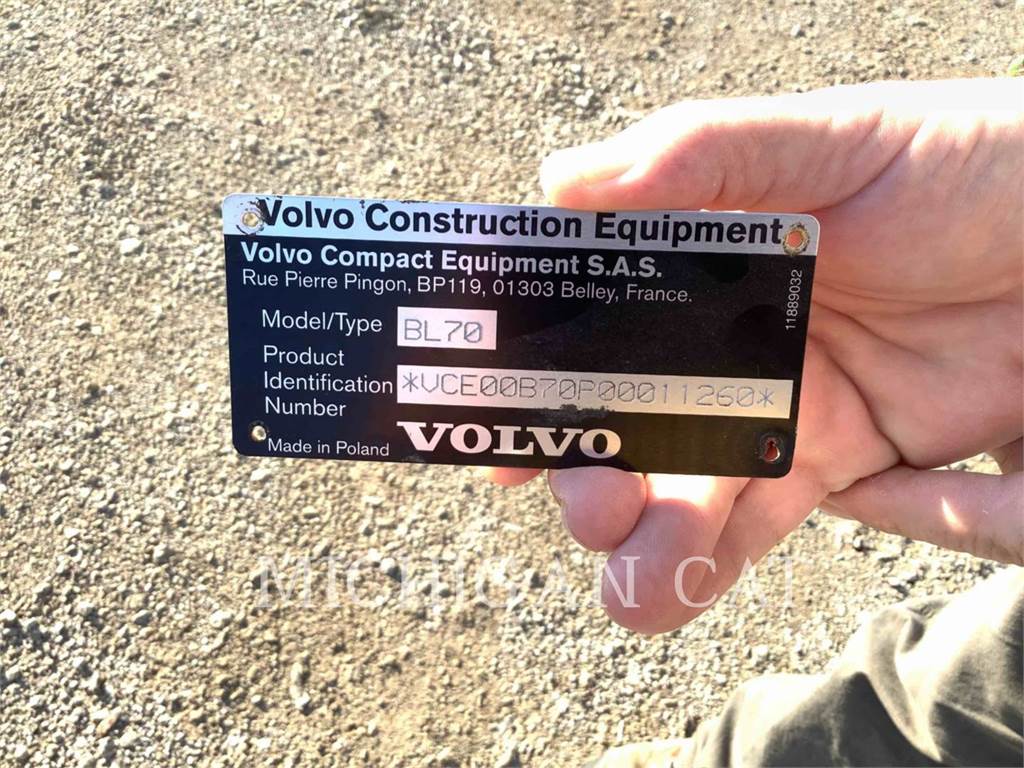 Volvo Construction Equipment
Volvo Compact Equipment S.A.S.
Rue Pierre Pingon, BP119, 01303 Belley, France.
11889032
Model/Type BL70
Product
Identification
Number
*VCE00B70P00011260*
Made in Poland
VOLVO
MICHIGAN CAT